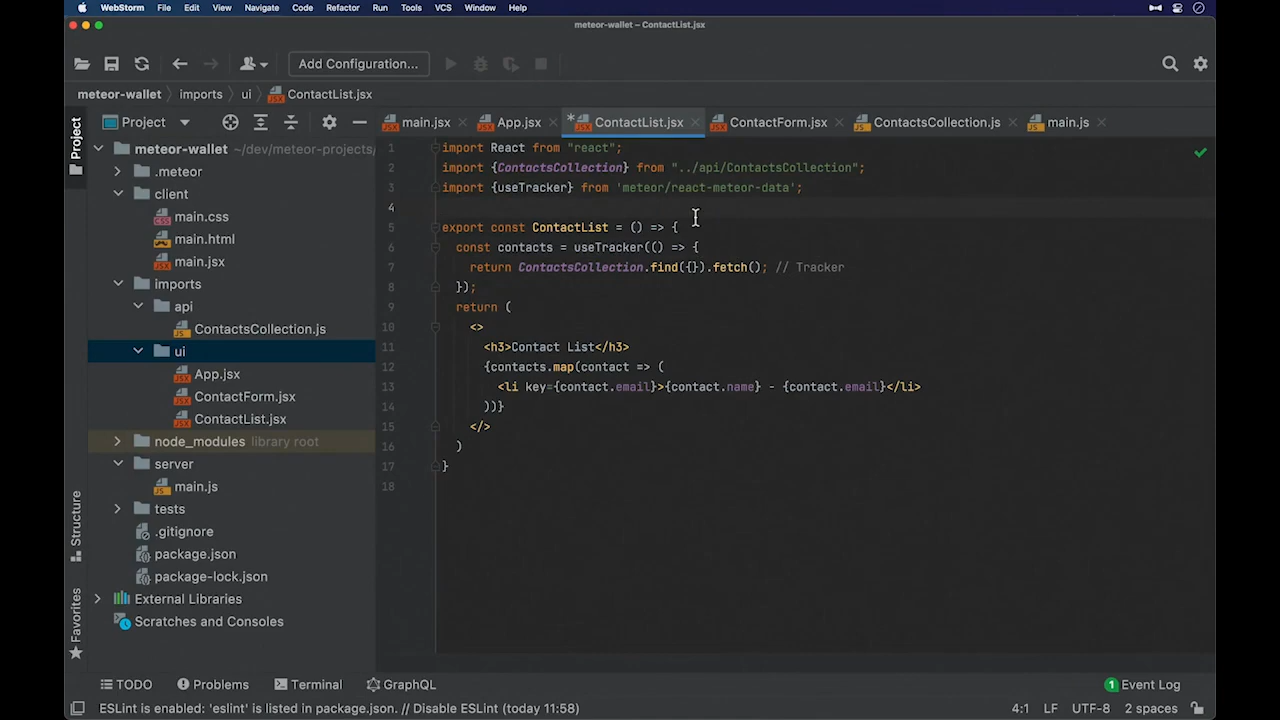 WebStorm File Edit View Navigate Code Refactor Run Tools VCS Window Help
meteor-wallet – ContactList.jsx
Add Configuration...
meteor-wallet imports ui ContactList.jsx
Project
Project
main.jsx
App.jsx
*ContactList.jsx
ContactForm.jsx
ContactsCollection.js
main.js
meteor-wallet ~/dev/meteor-projects/
.meteor
client
main.css
main.html
main.jsx
imports
api
ContactsCollection.js
ui
App.jsx
ContactForm.jsx
ContactList.jsx
node_modules library root
server
main.js
tests
.gitignore
package.json
package-lock.json
External Libraries
Scratches and Consoles
Structure
Favorites
1 import React from "react";
2 import {ContactsCollection} from "../api/ContactsCollection";
3 import {useTracker} from 'meteor/react-meteor-data';
4
5 export const ContactList = () => {
6 const contacts = useTracker(() => {
7 return ContactsCollection.find({}).fetch(); // Tracker
8 });
9 return (
10 <>
11 <h3>Contact List</h3>
12 {contacts.map(contact => (
13 <li key={contact.email}>{contact.name} - {contact.email}</li>
14 ))}
15 </>
16 )
17 }
18
TODO Problems Terminal GraphQL 1 Event Log
ESLint is enabled: 'eslint' is listed in package.json. // Disable ESLint (today 11:58) 4:1 LF UTF-8 2 spaces